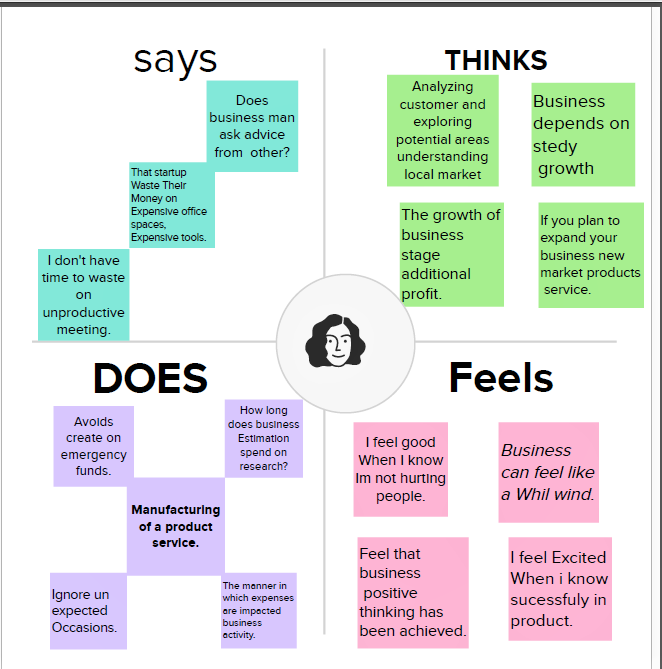 says
Does
business man
ask advice
from other?
That startup
Waste Their
Money on
Expensive office
spaces,
Expensive tools.
I don't have
time to waste
on
unproductive
meeting.
THINKS
Analyzing
customer and
exploring
potential areas
understanding
local market
Business
depends on
stedy
growth
The growth of
business
stage
additional
profit.
If you plan to
expand your
business new
market products
service.
DOES
Avoids
create on
emergency
funds.
How long
does business
Estimation
spend on
research?
Manufacturing
of a product
service.
Ignore un
expected
Occasions.
The manner in
which expenses
are impacted
business
activity.
Feels
I feel good
When I know
Im not hurting
people.
Business
can feel like
a Whil wind.
Feel that
business
positive
thinking has
been achieved.
I feel Excited
When i know
sucessfuly in
product.